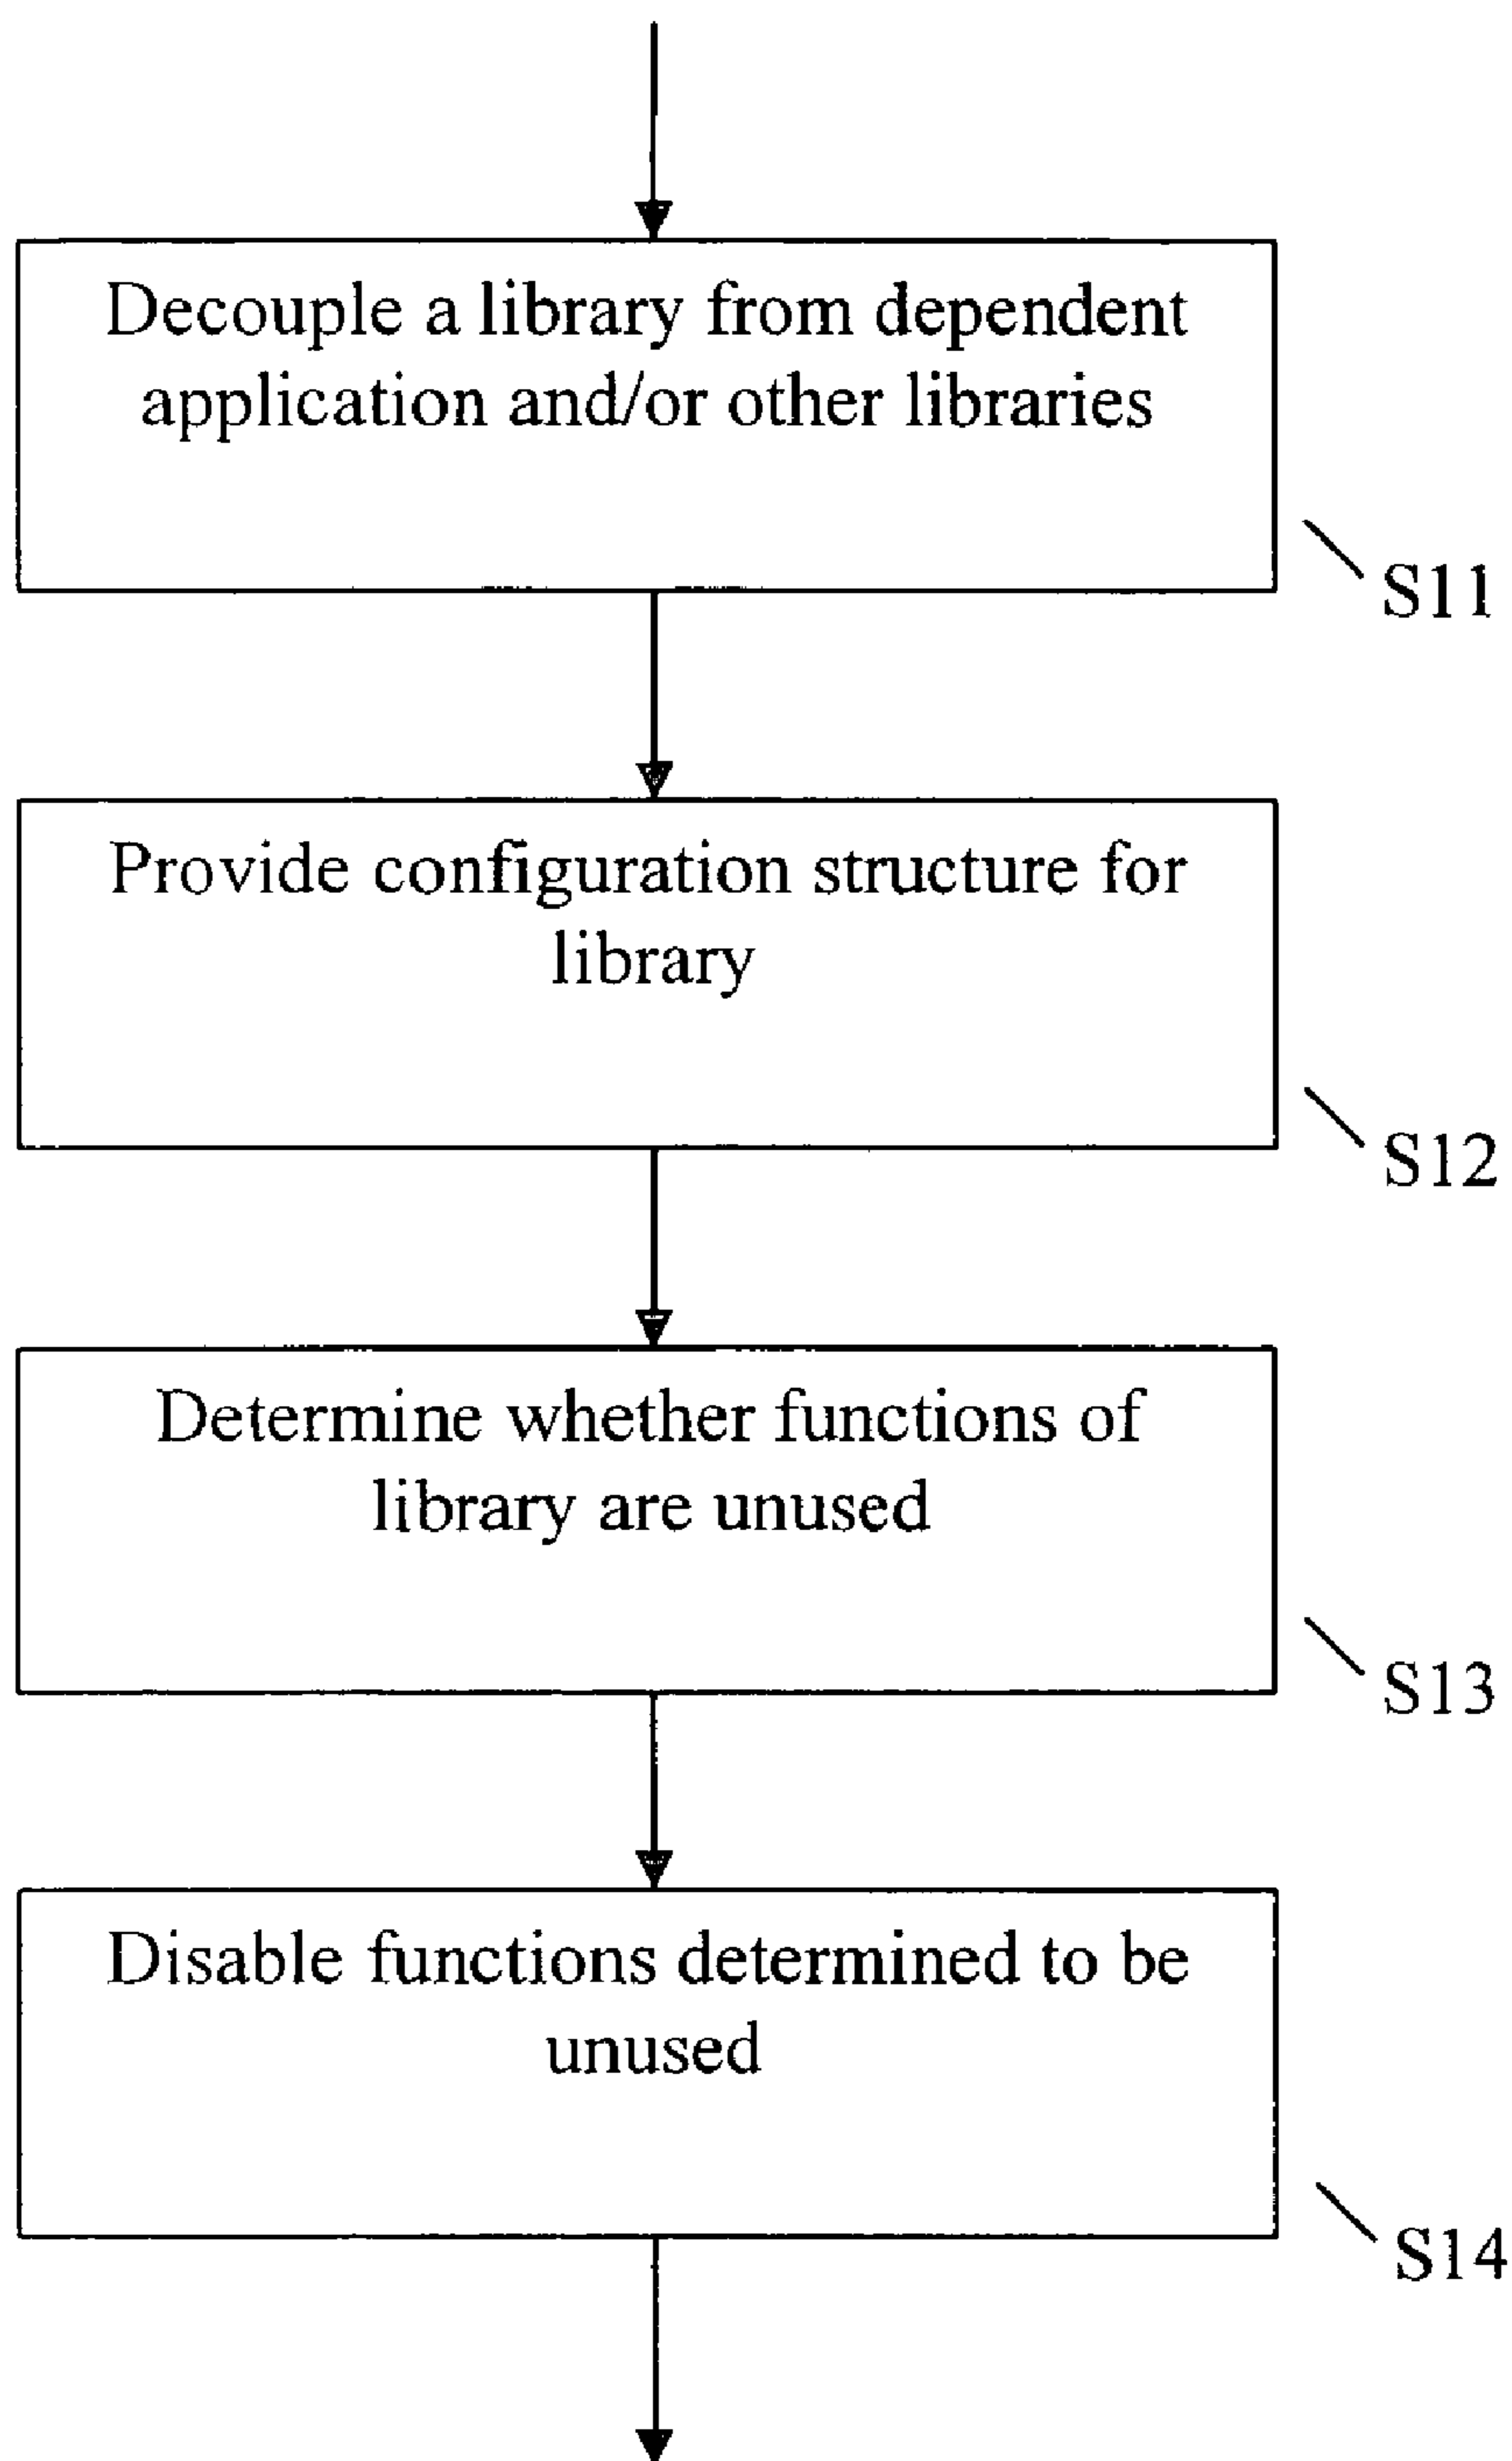 Decouple a library from dependent
application and/or other libraries
S11
Provide configuration structure for
library
S12
Determine whether functions of
library are unused
S13
Disable functions determined to be
unused
S14